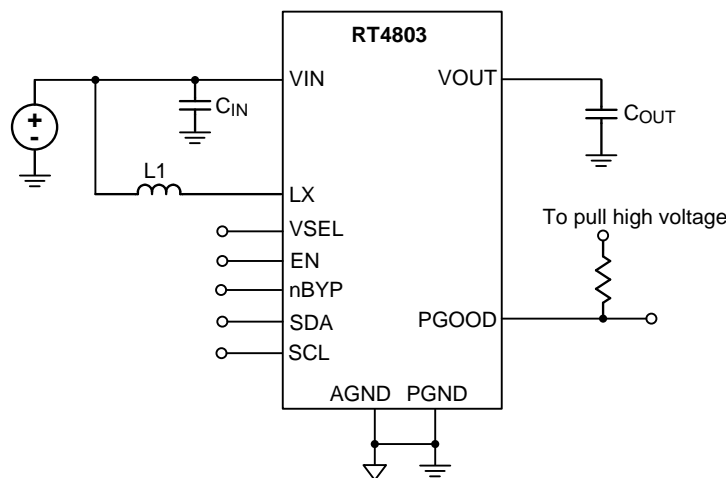 RT4803
VIN
VOUT
CIN
COUT
+
-
L1
LX
To pull high voltage
VSEL
EN
nBYP
PGOOD
SDA
SCL
AGND PGND